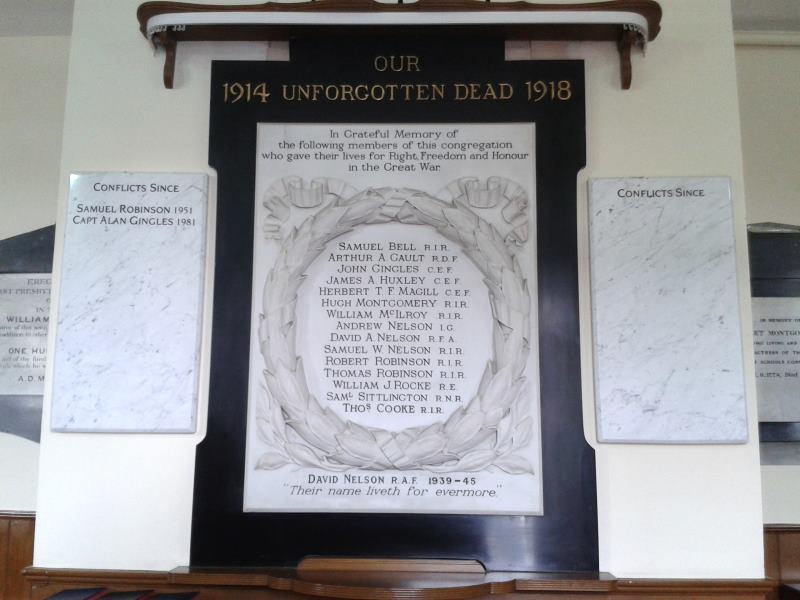 OUR
1914 UNFORGOTTEN DEAD 1918
In Grateful Memory of
the following members of this congregation
who gave their lives for Right, Freedom and Honour
in the Great War.
SAMUEL BELL R.I.R.
ARTHUR A. GAULT R.D.F.
JOHN GINGLES C.E.F.
JAMES A. HUXLEY C.E.F.
HERBERT T. F. MAGILL C.E.F.
HUGH MONTGOMERY R.I.R.
WILLIAM McILROY R.I.R.
ANDREW NELSON I.G.
DAVID A. NELSON R.F.A.
SAMUEL W. NELSON R.I.R.
ROBERT ROBINSON R.I.R.
THOMAS ROBINSON R.I.R.
WILLIAM J. ROCKE R.E.
SAML SITTLINGTON R.N.R.
THOS COOKE R.I.R.
DAVID NELSON R.A.F. 1939-45
"Their name liveth for evermore."
CONFLICTS SINCE
SAMUEL ROBINSON 1951
CAPT ALAN GINGLES 1981
CONFLICTS SINCE
WILLIAM
A.D.
IN MEMORY OF